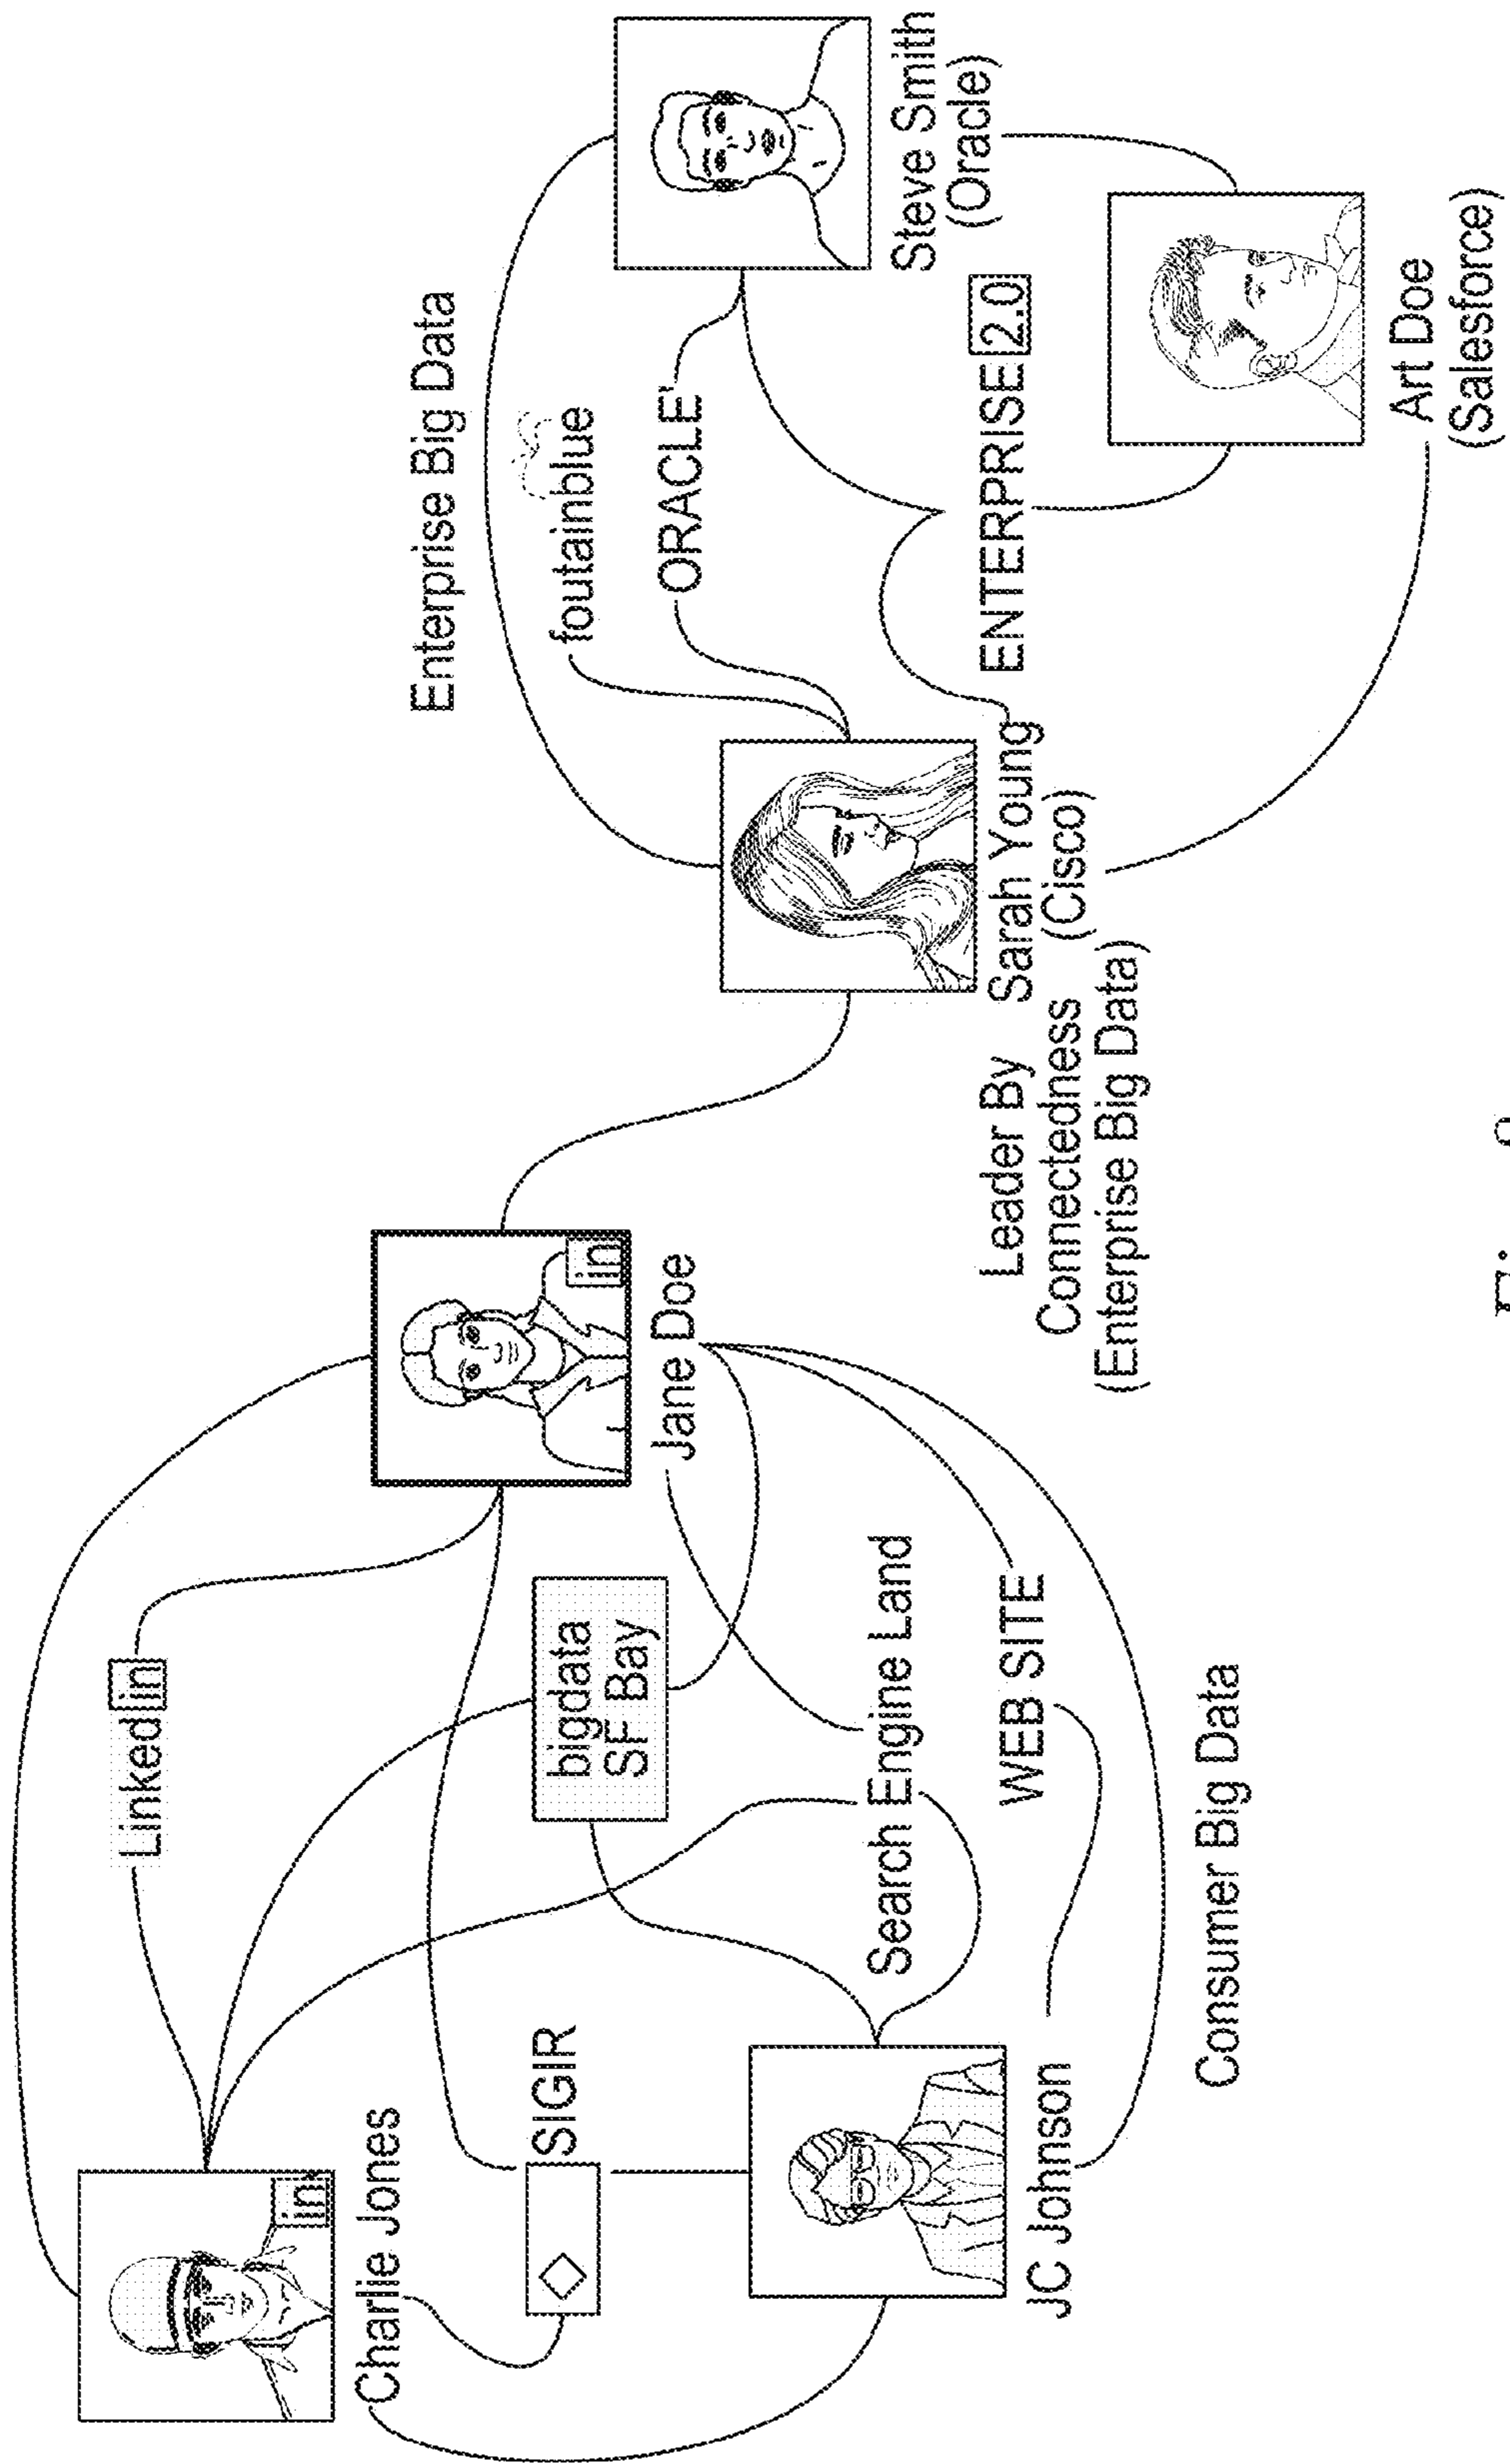 Linkedin
in
Charlie Jones
SIGIR
bigdata
SF Bay
in
Jane Doe
Search Engine Land
WEB SITE
JC Johnson
Consumer Big Data
Enterprise Big Data
foutainblue
ORACLE'
Steve Smith
(Oracle)
ENTERPRISE 2.0
Sarah Young
(Cisco)
Leader By
Connectedness
(Enterprise Big Data)
Art Doe
(Salesforce)